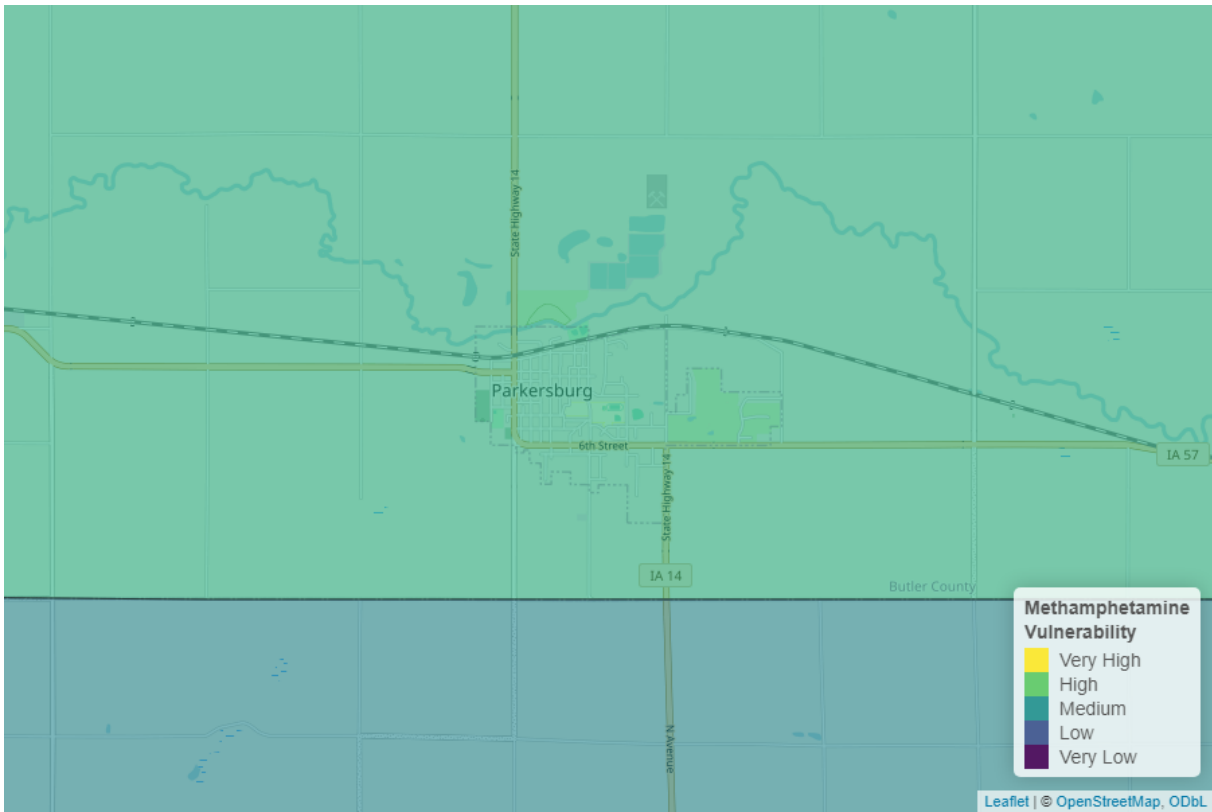 State Highway 14
Parkersburg
6th Street
IA 57
State Highway 14
IA 14
Butler County
N Avenue
Methamphetamine
Vulnerability
Very High
High
Medium
Low
Very Low
Leaflet | © OpenStreetMap, ODbL